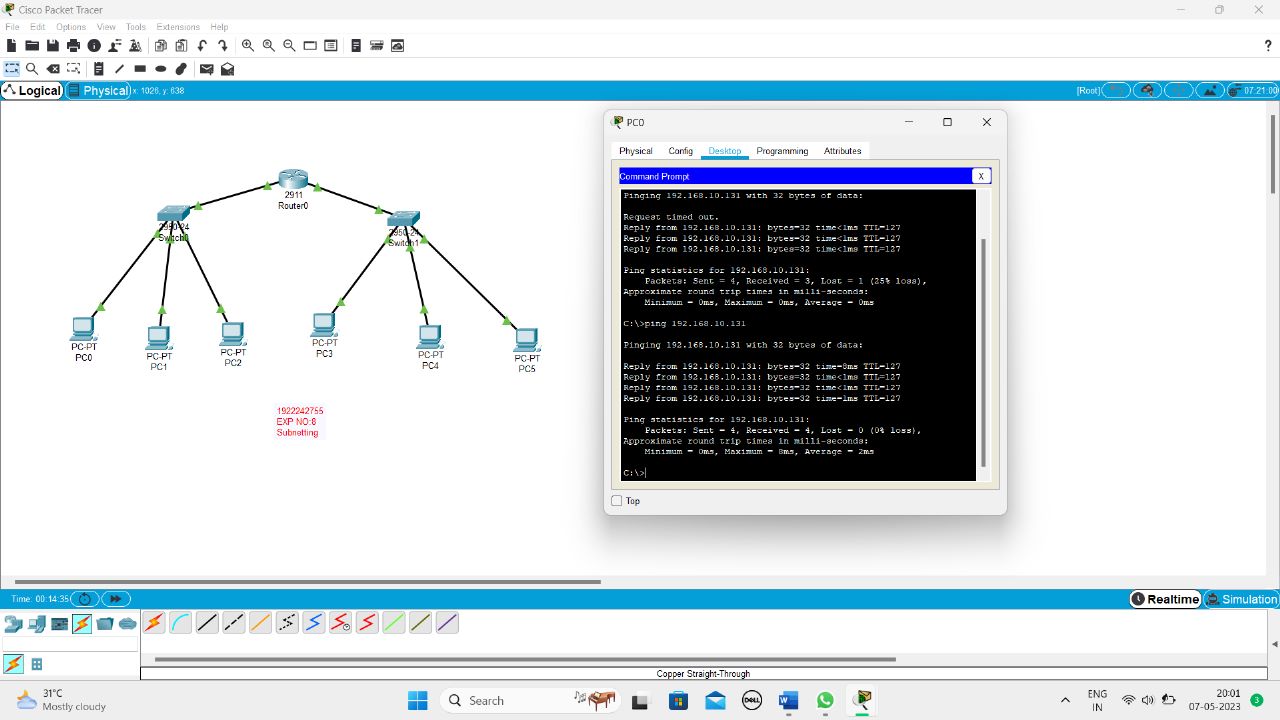 Cisco Packet Tracer
File Edit Options View Tools Extensions Help
?
Logical Physical x: 1026, y: 638
[Root] 07:21:00
2911
Router0
2950-24
Switch0
2950-24
Switch1
PC-PT
PC0
PC-PT
PC1
PC-PT
PC2
PC-PT
PC3
PC-PT
PC4
PC-PT
PC5
1922242755
EXP NO:8
Subnetting
PC0
Physical Config Desktop Programming Attributes
Command Prompt
X
Pinging 192.168.10.131 with 32 bytes of data:
Request timed out.
Reply from 192.168.10.131: bytes=32 time<1ms TTL=127
Reply from 192.168.10.131: bytes=32 time<1ms TTL=127
Reply from 192.168.10.131: bytes=32 time<1ms TTL=127
Ping statistics for 192.168.10.131:
Packets: Sent = 4, Received = 3, Lost = 1 (25% loss),
Approximate round trip times in milli-seconds:
Minimum = 0ms, Maximum = 0ms, Average = 0ms
C:\>ping 192.168.10.131
Pinging 192.168.10.131 with 32 bytes of data:
Reply from 192.168.10.131: bytes=32 time=8ms TTL=127
Reply from 192.168.10.131: bytes=32 time<1ms TTL=127
Reply from 192.168.10.131: bytes=32 time<1ms TTL=127
Reply from 192.168.10.131: bytes=32 time=1ms TTL=127
Ping statistics for 192.168.10.131:
Packets: Sent = 4, Received = 4, Lost = 0 (0% loss),
Approximate round trip times in milli-seconds:
Minimum = 0ms, Maximum = 8ms, Average = 2ms
C:\>
Top
Time: 00:14:35
Realtime Simulation
Copper Straight-Through
31°C
Mostly cloudy
Search
DELL
ENG
IN
20:01
07-05-2023
3